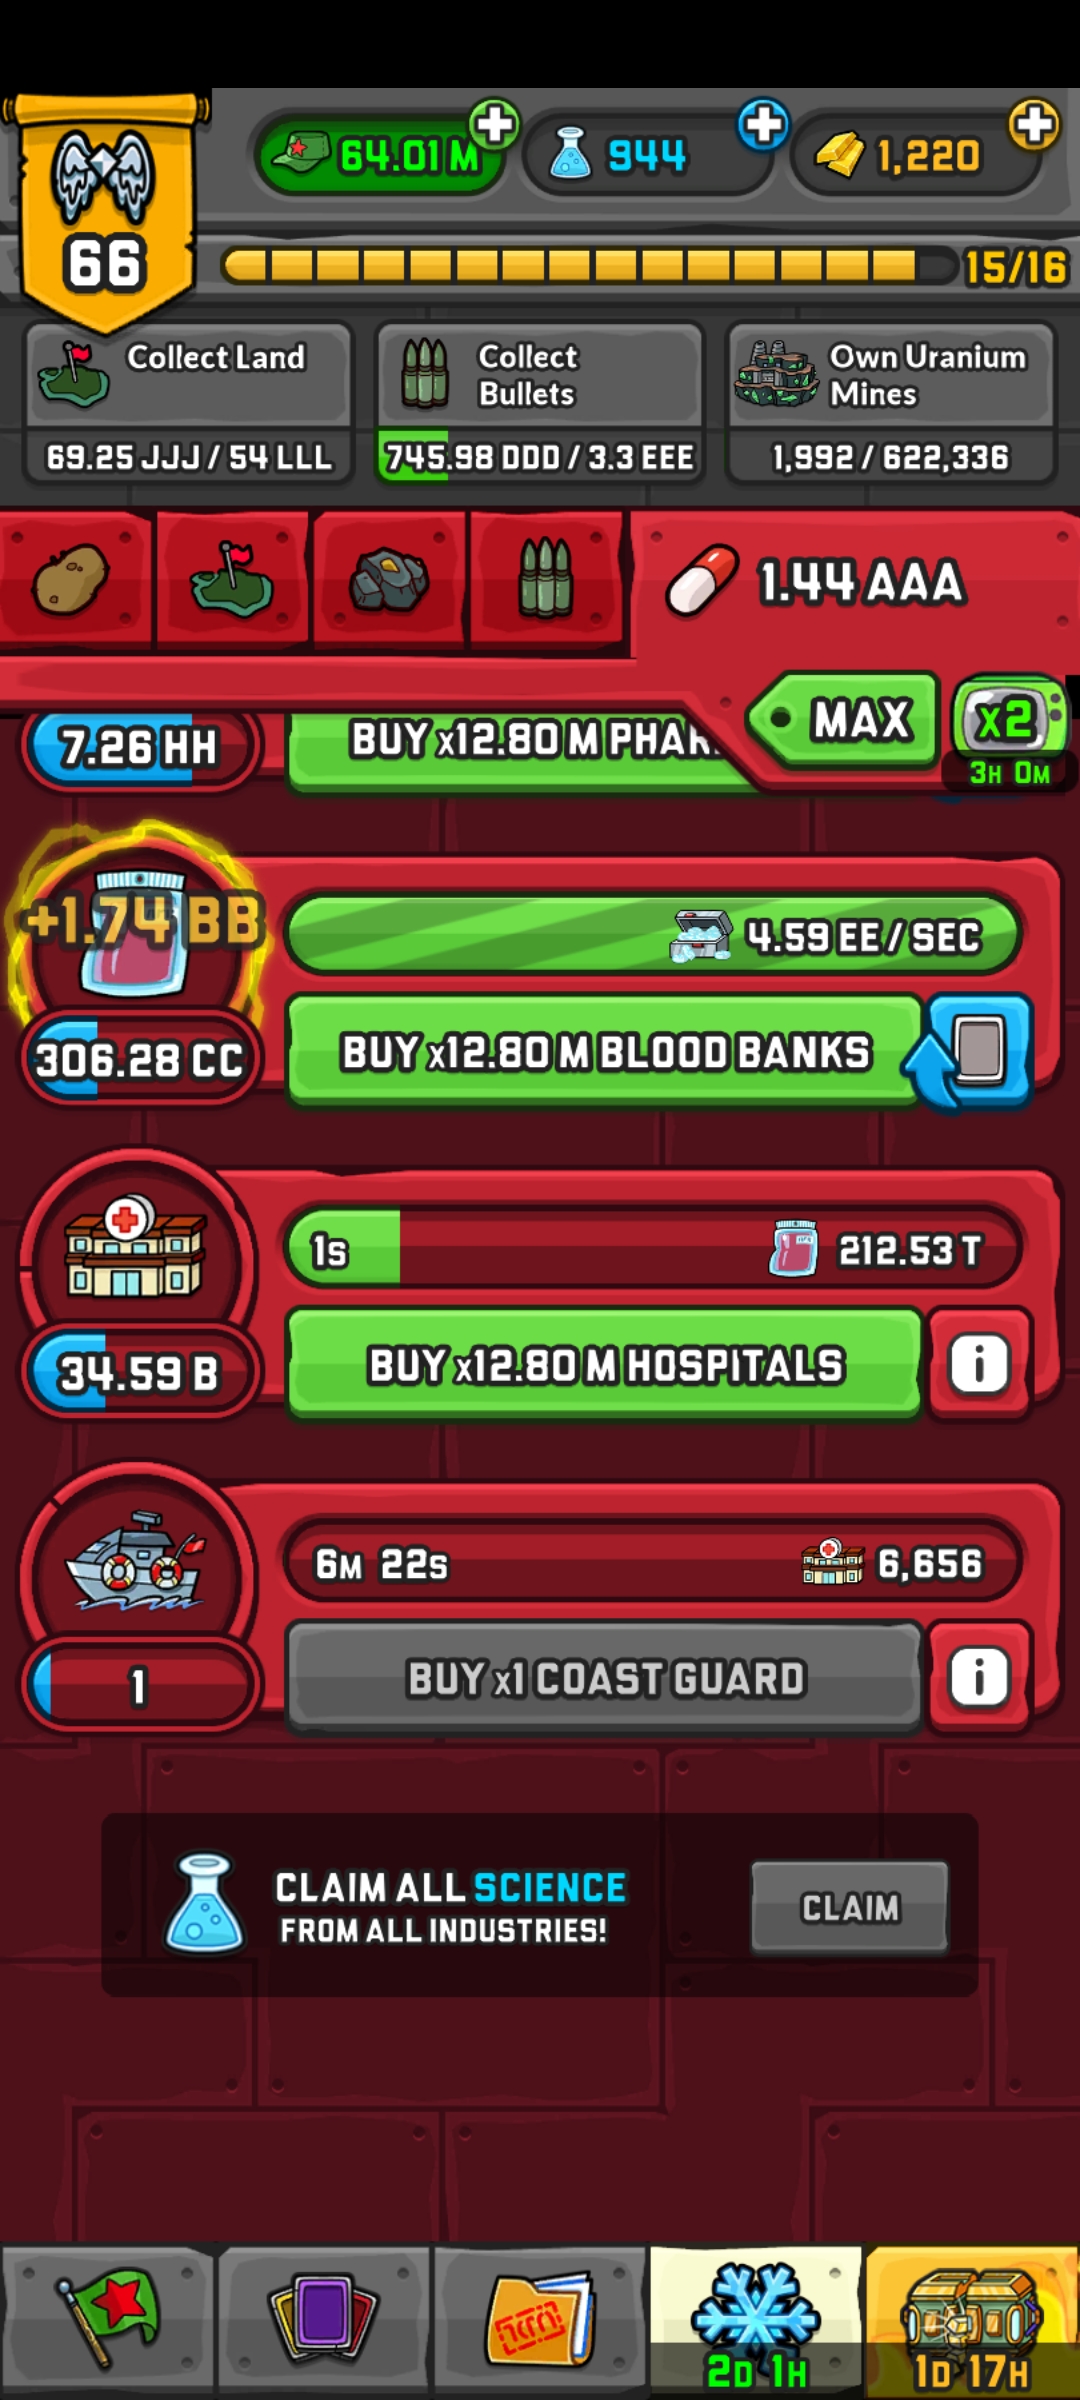 64.01 M
944
1,220
66
15/16
Collect Land
Collect
Bullets
Own Uranium
Mines
69.25 JJJ / 54 LLL
745.98 DDD / 3.3 EEE
1,992 / 622,336
1.44 AAA
MAX
x2
3H 0M
7.26 HH
BUY x12.80 M PHAR
+1.74 BB
4.59 EE / SEC
306.28 CC
BUY x12.80 M BLOOD BANKS
1s
212.53 T
34.59 B
BUY x12.80 M HOSPITALS
i
6M 22s
6,656
1
BUY x1 COAST GUARD
i
CLAIM ALL SCIENCE
FROM ALL INDUSTRIES!
CLAIM
2D 1H
1D 17H